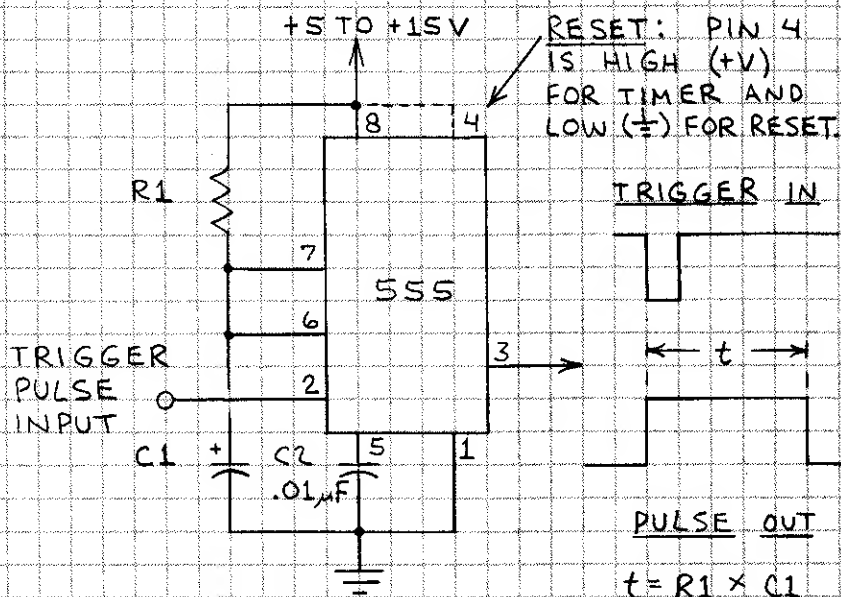 +5 TO +15V
RESET: PIN 4
IS HIGH (+V)
FOR TIMER AND
LOW (⏚) FOR RESET.
8
4
R1
TRIGGER IN
7
555
6
3
t
TRIGGER
PULSE
INPUT
2
C1
+
C2
.01µF
5
1
PULSE OUT
t = R1 × C1